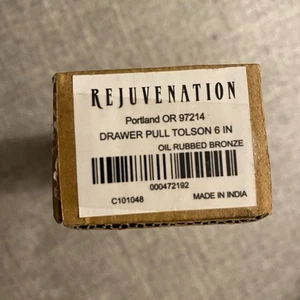 REJUVENATION
Portland OR 97214
DRAWER PULL TOLSON 6 IN
OIL RUBBED BRONZE
000472192
C101048 MADE IN INDIA